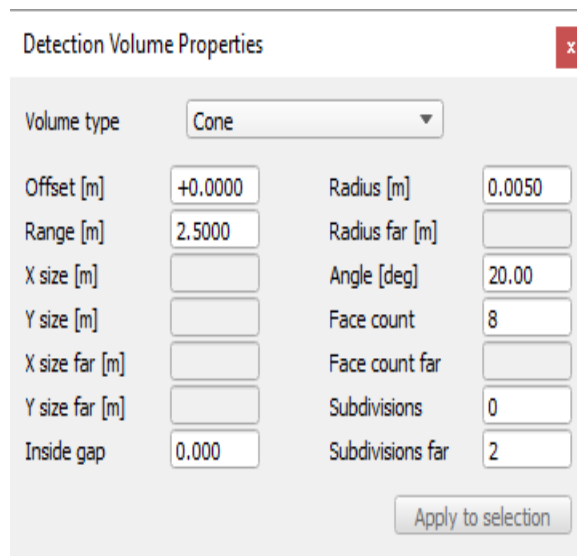 Detection Volume Properties x
Volume type Cone
Offset [m] +0.0000 Radius [m] 0.0050
Range [m] 2.5000 Radius far [m]
X size [m] Angle [deg] 20.00
Y size [m] Face count 8
X size far [m] Face count far
Y size far [m] Subdivisions 0
Inside gap 0.000 Subdivisions far 2
Apply to selection